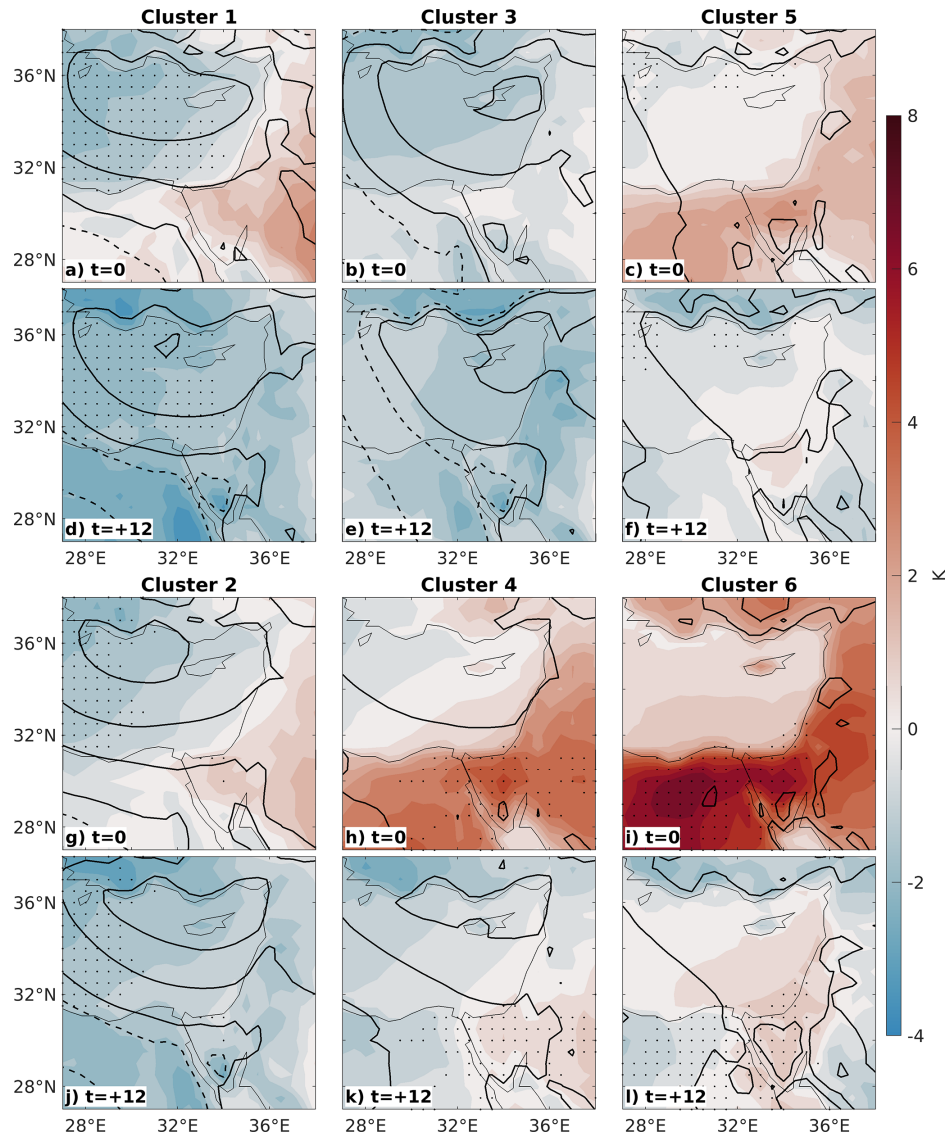 Cluster 1 Cluster 3 Cluster 5
36°N
32°N
28°N
a) t=0 b) t=0 c) t=0
36°N
32°N
28°N
d) t=+12 e) t=+12 f) t=+12
28°E 32°E 36°E 28°E 32°E 36°E 28°E 32°E 36°E
Cluster 2 Cluster 4 Cluster 6
36°N
32°N
28°N
g) t=0 h) t=0 i) t=0
36°N
32°N
28°N
j) t=+12 k) t=+12 l) t=+12
28°E 32°E 36°E 28°E 32°E 36°E 28°E 32°E 36°E
8
6
4
2
0
-2
-4
K